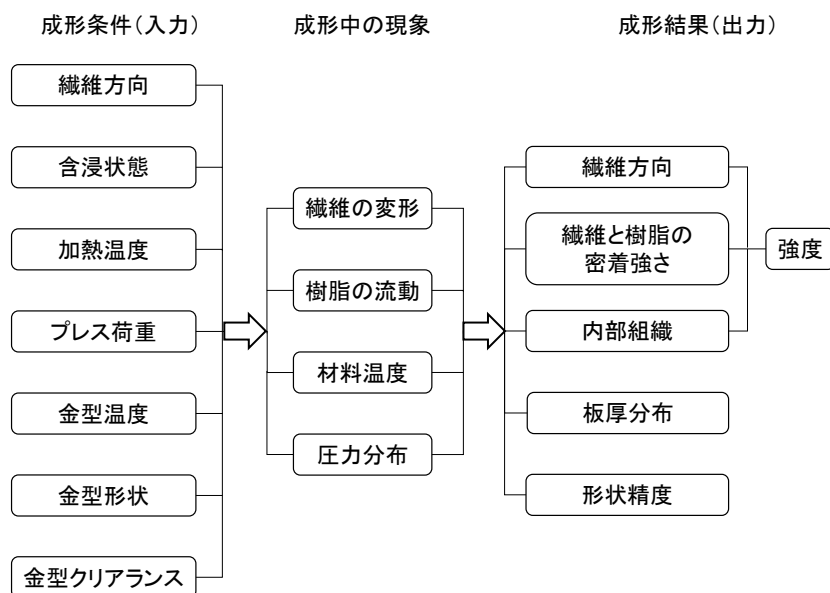 成形条件(入力)
成形中の現象
成形結果(出力)
繊維方向
含浸状態
加熱温度
プレス荷重
金型温度
金型形状
金型クリアランス
繊維の変形
樹脂の流動
材料温度
圧力分布
繊維方向
繊維と樹脂の
密着強さ
内部組織
板厚分布
形状精度
強度